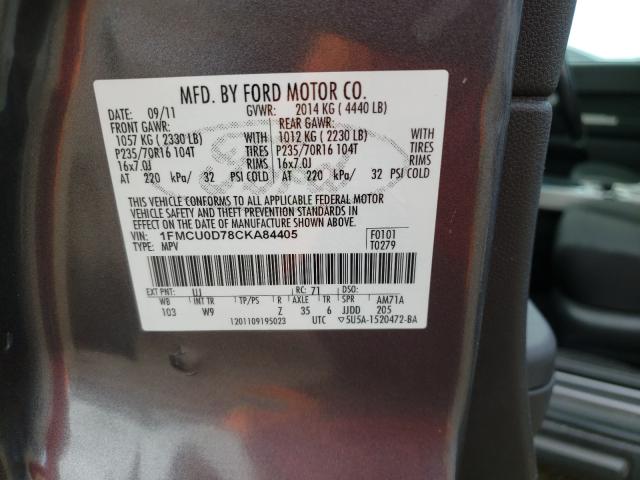 MFD. BY FORD MOTOR CO.
DATE: 09/11 GVWR: 2014 KG ( 4440 LB)
FRONT GAWR: REAR GAWR:
1057 KG ( 2330 LB) WITH 1012 KG ( 2230 LB) WITH
P235/70R16 104T TIRES P235/70R16 104T TIRES
16x7.0J RIMS 16x7.0J RIMS
AT 220 kPa/ 32 PSI COLD AT 220 kPa/ 32 PSI COLD
Ford
THIS VEHICLE CONFORMS TO ALL APPLICABLE FEDERAL MOTOR
VEHICLE SAFETY AND THEFT PREVENTION STANDARDS IN
EFFECT ON THE DATE OF MANUFACTURE SHOWN ABOVE.
VIN: 1FMCU0D78CKA84405 F0101
TYPE: MPV T0279
EXT PNT: UJ RC: 71 DSO:
WB INT TR TP/PS R AXLE TR SPR AM71A
103 W9 Z 35 6 JJDD 205
1201109195023 UTC ▽5U5A-1520472-BA